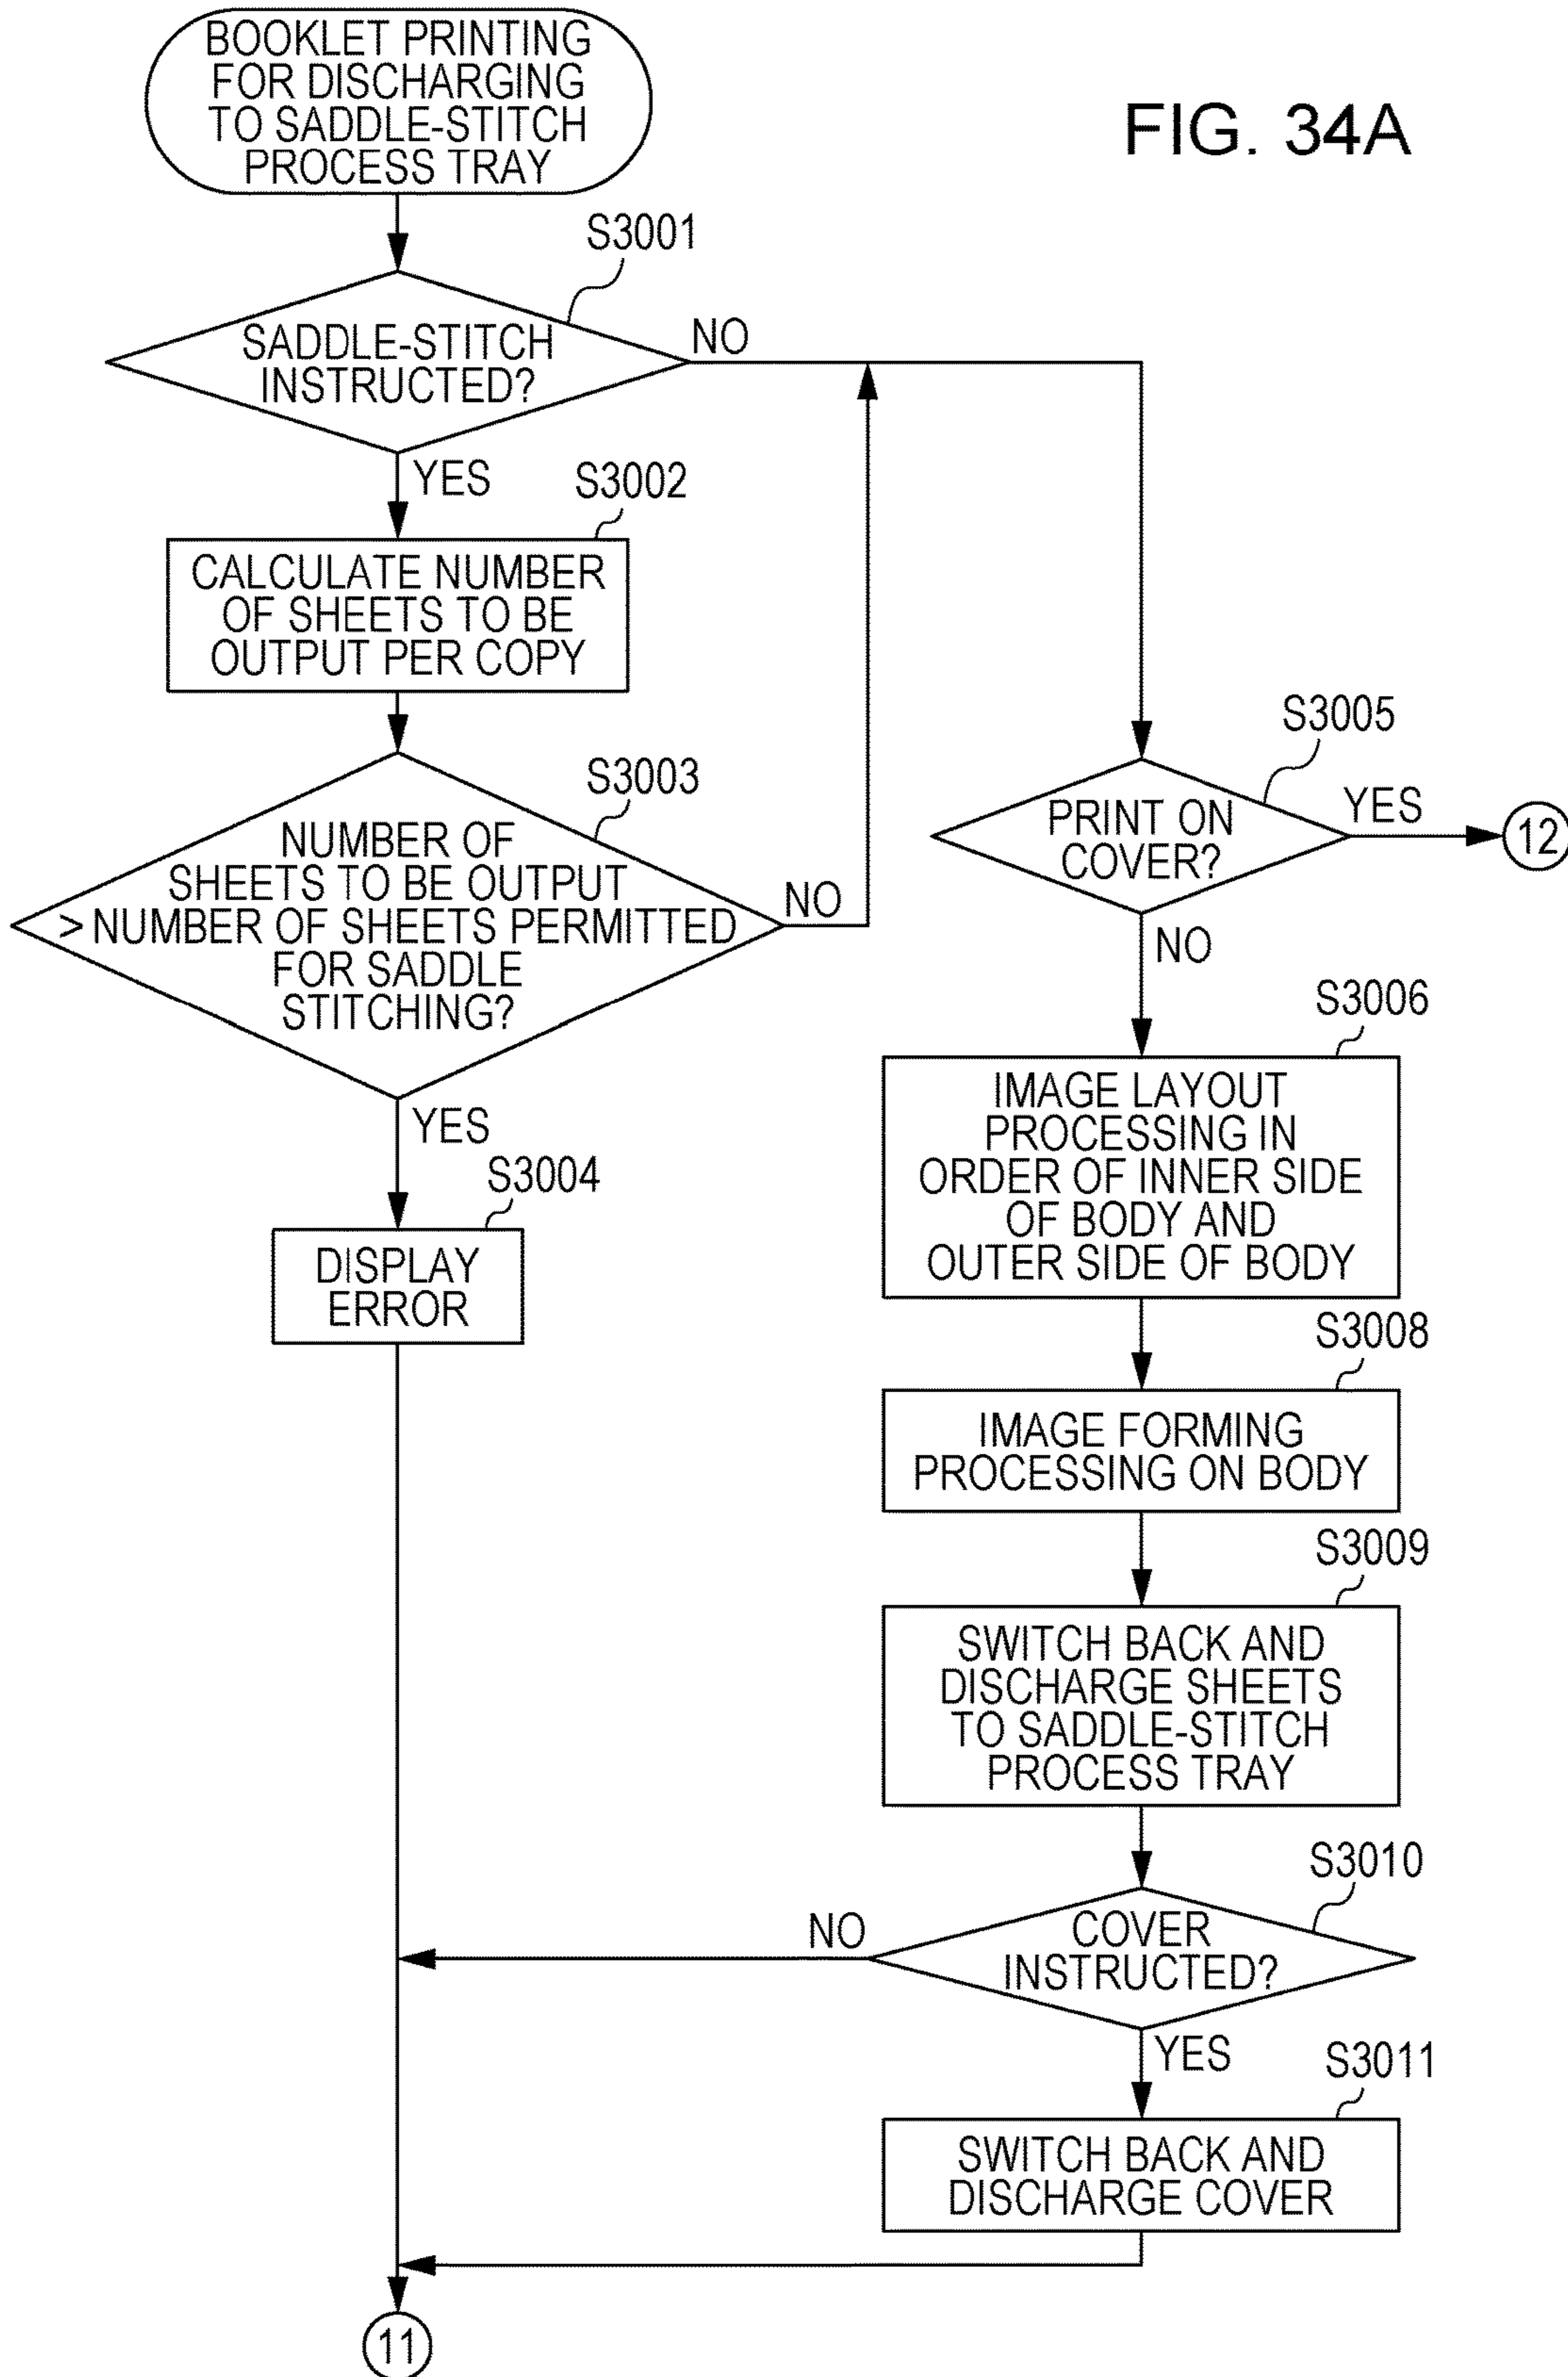 FIG. 34A
BOOKLET PRINTING
FOR DISCHARGING
TO SADDLE-STITCH
PROCESS TRAY
S3001
SADDLE-STITCH
INSTRUCTED?
NO
YES
S3002
CALCULATE NUMBER
OF SHEETS TO BE
OUTPUT PER COPY
S3003
NUMBER OF
SHEETS TO BE OUTPUT
> NUMBER OF SHEETS PERMITTED
FOR SADDLE
STITCHING?
NO
YES
S3004
DISPLAY
ERROR
S3005
PRINT ON
COVER?
YES
12
NO
S3006
IMAGE LAYOUT
PROCESSING IN
ORDER OF INNER SIDE
OF BODY AND
OUTER SIDE OF BODY
S3008
IMAGE FORMING
PROCESSING ON BODY
S3009
SWITCH BACK AND
DISCHARGE SHEETS
TO SADDLE-STITCH
PROCESS TRAY
S3010
COVER
INSTRUCTED?
NO
YES
S3011
SWITCH BACK AND
DISCHARGE COVER
11